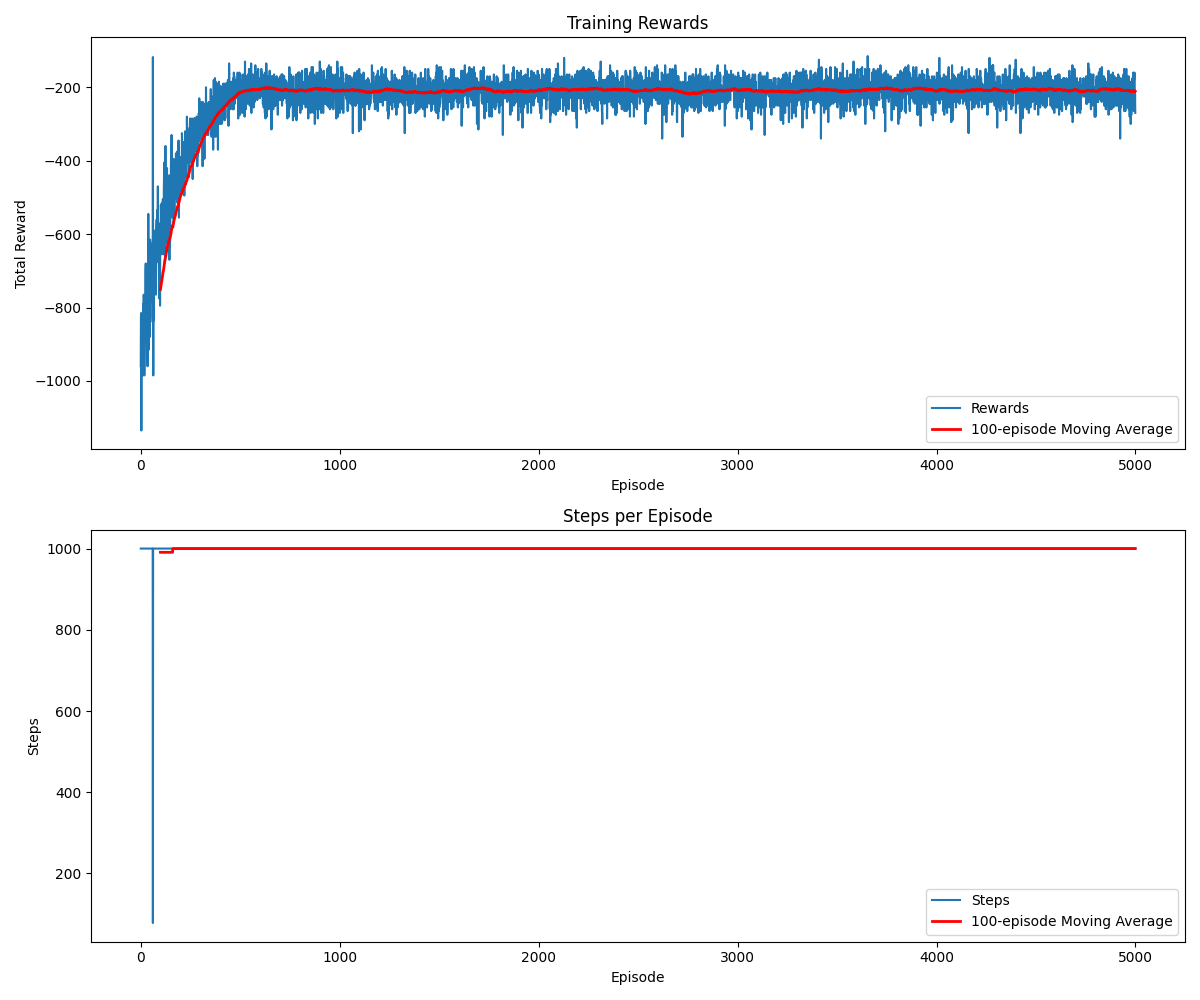 Training Rewards
Total Reward
−200
−400
−600
−800
−1000
Rewards
100-episode Moving Average
0 1000 2000 3000 4000 5000
Episode
Steps per Episode
Steps
1000
800
600
400
200
Steps
100-episode Moving Average
0 1000 2000 3000 4000 5000
Episode